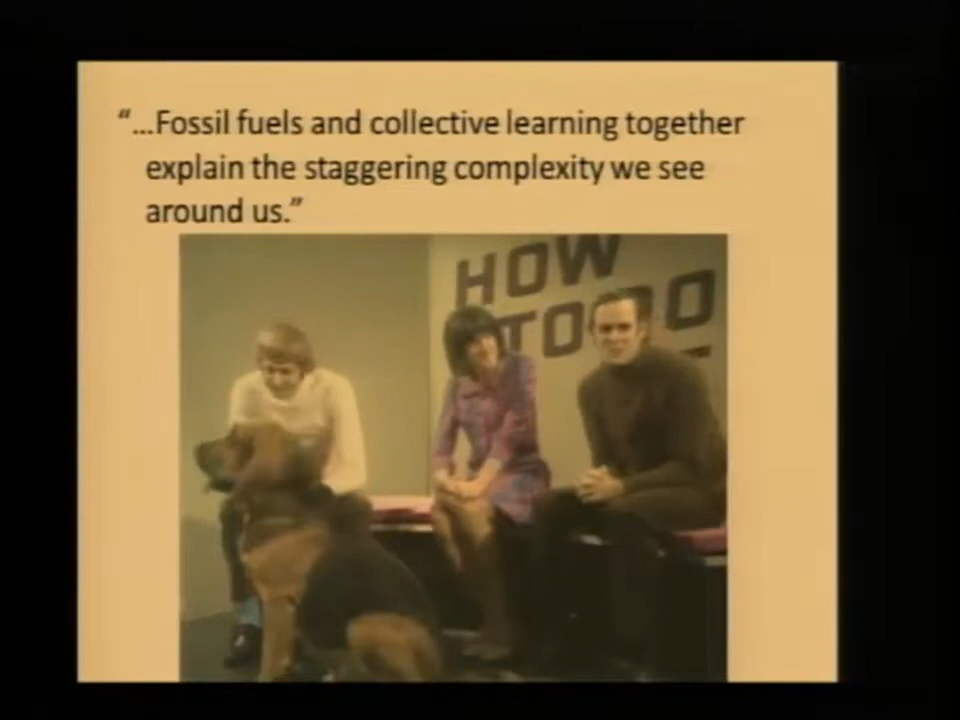 “...Fossil fuels and collective learning together
explain the staggering complexity we see
around us.”
HOW
TO DO